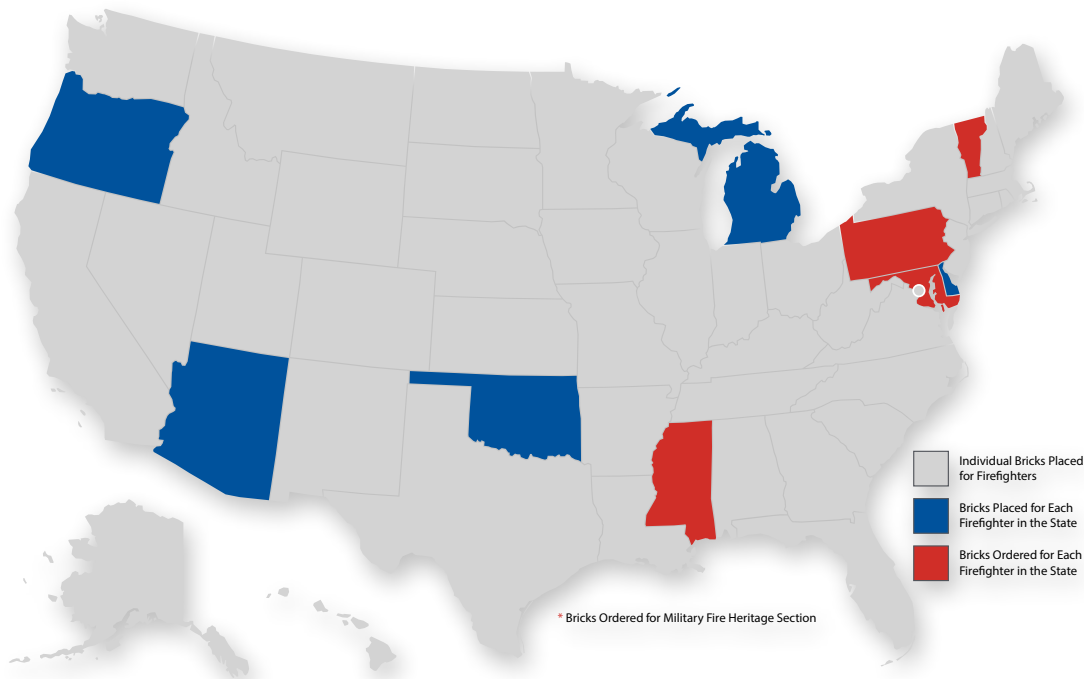 Individual Bricks Placed
for Firefighters
Bricks Placed for Each
Firefighter in the State
Bricks Ordered for Each
Firefighter in the State
* Bricks Ordered for Military Fire Heritage Section